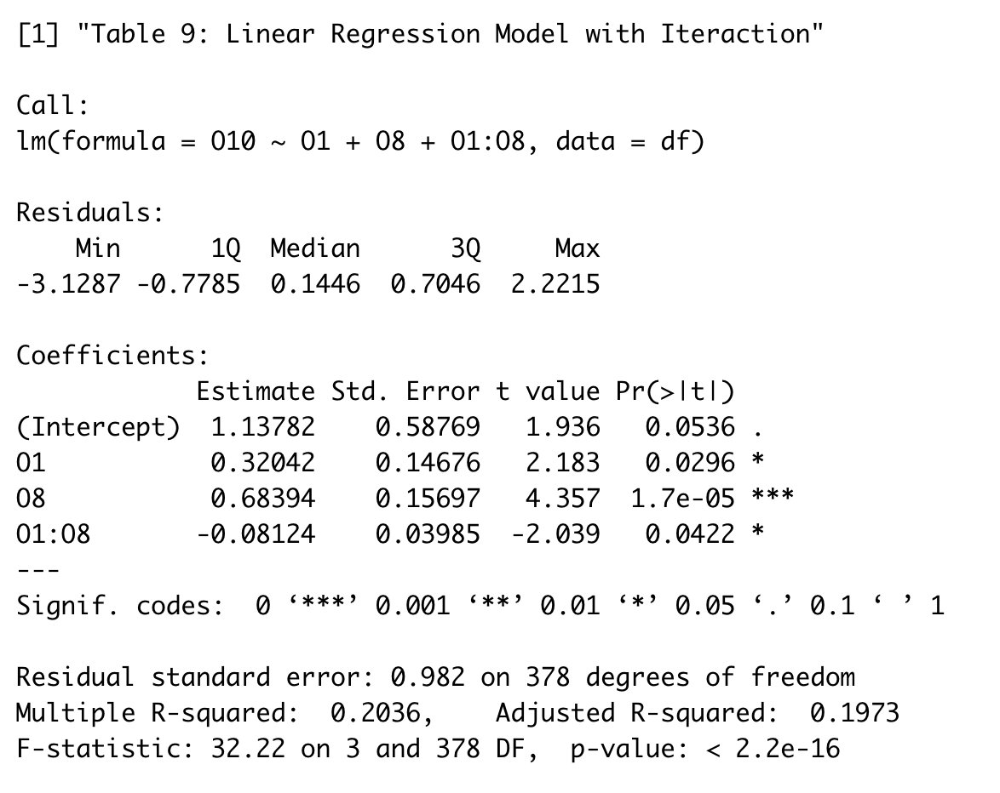 [1] "Table 9: Linear Regression Model with Iteraction"
Call:
lm(formula = O10 ~ O1 + O8 + O1:O8, data = df)
Residuals:
Min 1Q Median 3Q Max
-3.1287 -0.7785 0.1446 0.7046 2.2215
Coefficients:
Estimate Std. Error t value Pr(>|t|)
(Intercept) 1.13782 0.58769 1.936 0.0536 .
O1 0.32042 0.14676 2.183 0.0296 *
O8 0.68394 0.15697 4.357 1.7e-05 ***
O1:O8 -0.08124 0.03985 -2.039 0.0422 *
---
Signif. codes: 0 ‘***’ 0.001 ‘**’ 0.01 ‘*’ 0.05 ‘.’ 0.1 ‘ ’ 1
Residual standard error: 0.982 on 378 degrees of freedom
Multiple R-squared: 0.2036, Adjusted R-squared: 0.1973
F-statistic: 32.22 on 3 and 378 DF, p-value: < 2.2e-16